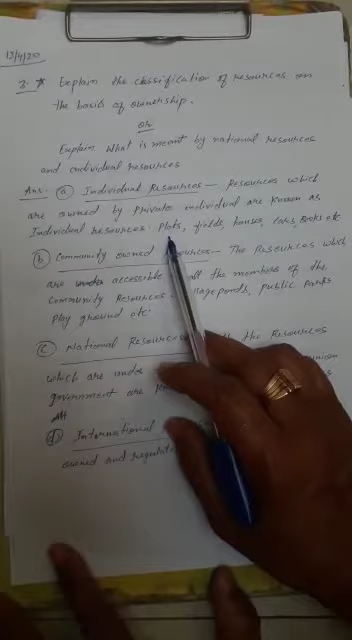 13/4/20
3. * Explain the classification of resources on
the basis of ownership.
OR
Explain what is meant by national resources
and individual resources
Ans- (a) Individual Resources - Resources which
are owned by Private individual are known as
Individual resources. Plots, fields, houses, cars, books etc
(b) Community owned The Resources which
are accessible all the members of the
Community Resources. ponds, Public Parks
Play ground etc.
(c) National Resources the Resources
which are under union
government are
(d) International
owned and